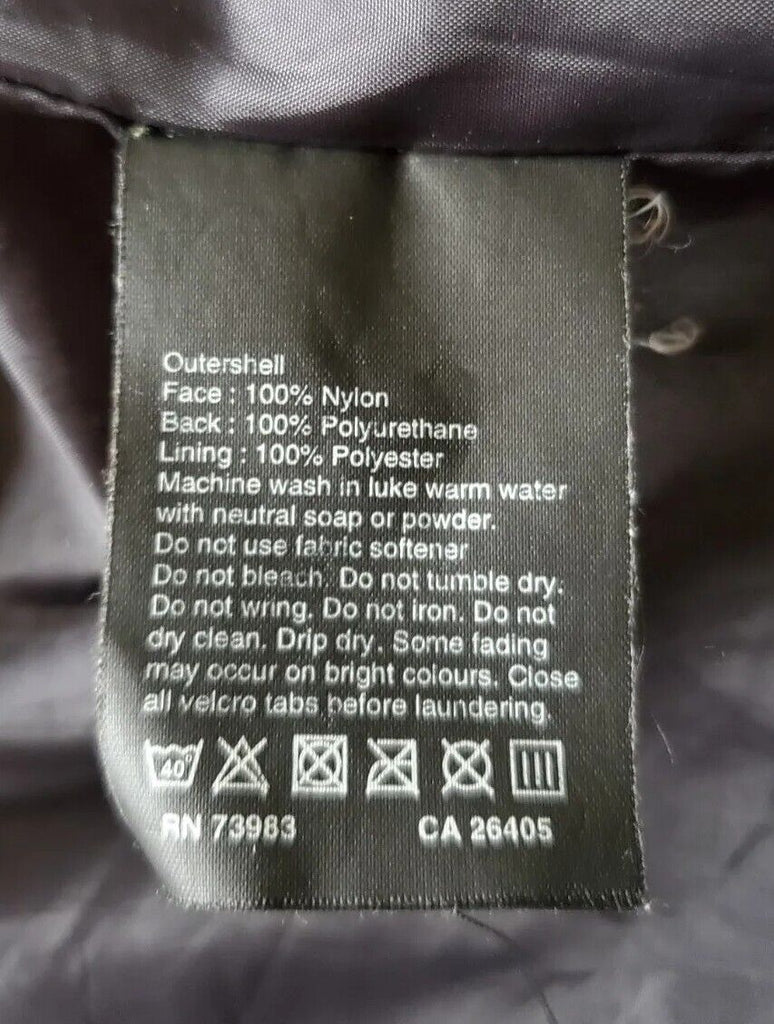 Outershell
Face : 100% Nylon
Back : 100% Polyurethane
Lining : 100% Polyester
Machine wash in luke warm water
with neutral soap or powder.
Do not use fabric softener
Do not bleach. Do not tumble dry.
Do not wring. Do not iron. Do not
dry clean. Drip dry. Some fading
may occur on bright colours. Close
all velcro tabs before laundering.
40°
RN 73983 CA 26405